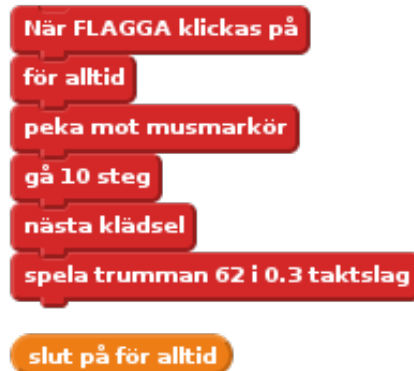 När FLAGGA klickas på
för alltid
peka mot musmarkör
gå 10 steg
nästa klädsel
spela trumman 62 i 0.3 taktslag
slut på för alltid